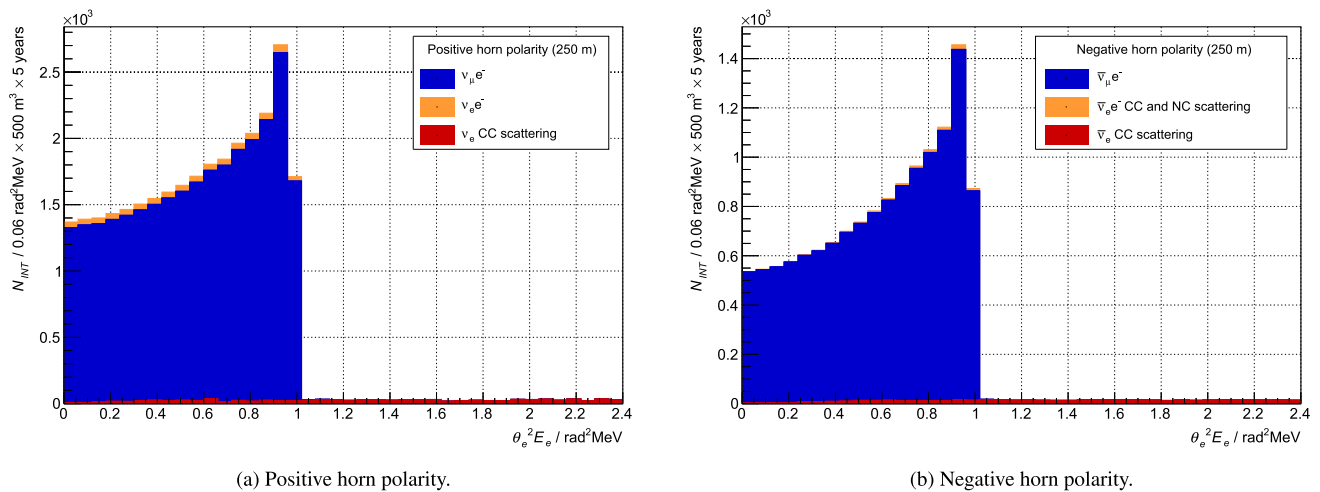 ×10³
N_INT / 0.06 rad²MeV × 500 m³ × 5 years
Positive horn polarity (250 m)
ν_μ e⁻
ν_e e⁻
ν_e CC scattering
2.5
2
1.5
1
0.5
0
0 0.2 0.4 0.6 0.8 1 1.2 1.4 1.6 1.8 2 2.2 2.4
θ_e² E_e / rad²MeV
(a) Positive horn polarity.
×10³
N_INT / 0.06 rad²MeV × 500 m³ × 5 years
Negative horn polarity (250 m)
ν̅_μ e⁻
ν̅_e e⁻ CC and NC scattering
ν̅_e CC scattering
1.4
1.2
1
0.8
0.6
0.4
0.2
0
0 0.2 0.4 0.6 0.8 1 1.2 1.4 1.6 1.8 2 2.2 2.4
θ_e² E_e / rad²MeV
(b) Negative horn polarity.